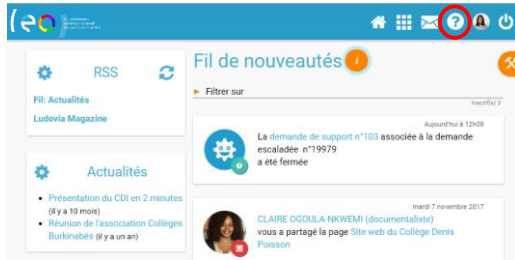 Fil de nouveautés
i
RSS
Fil: Actualités
Ludovia Magazine
Actualités
Présentation du CDI en 2 minutes
(il y a 10 mois)
Réunion de l'association Collèges
Burkinabés (il y a un an)
Filtrer sur
Inactif(s) 3
Aujourd'hui à 12h08
La demande de support n°103 associée à la demande
escaladée n°19979
a été fermée
mardi 7 novembre 2017
CLAIRE OGOULA-NKWEMI (documentaliste)
vous a partagé la page Site web du Collège Denis
Poisson